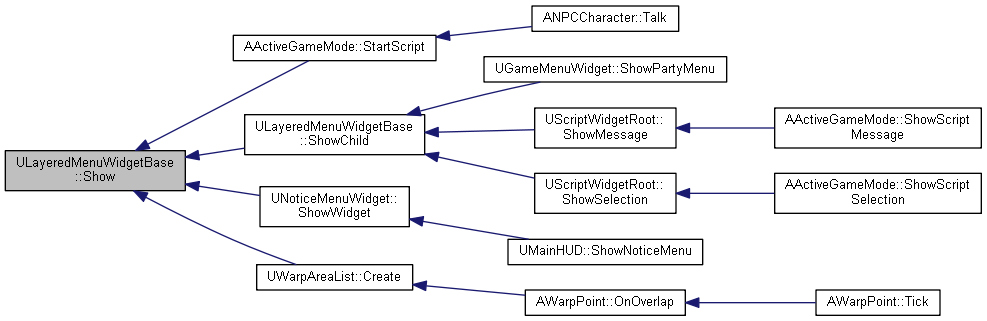 ULayeredMenuWidgetBase
::Show
AActiveGameMode::StartScript
ANPCCharacter::Talk
ULayeredMenuWidgetBase
::ShowChild
UGameMenuWidget::ShowPartyMenu
UScriptWidgetRoot::
ShowMessage
AActiveGameMode::ShowScript
Message
UScriptWidgetRoot::
ShowSelection
AActiveGameMode::ShowScript
Selection
UNoticeMenuWidget::
ShowWidget
UMainHUD::ShowNoticeMenu
UWarpAreaList::Create
AWarpPoint::OnOverlap
AWarpPoint::Tick